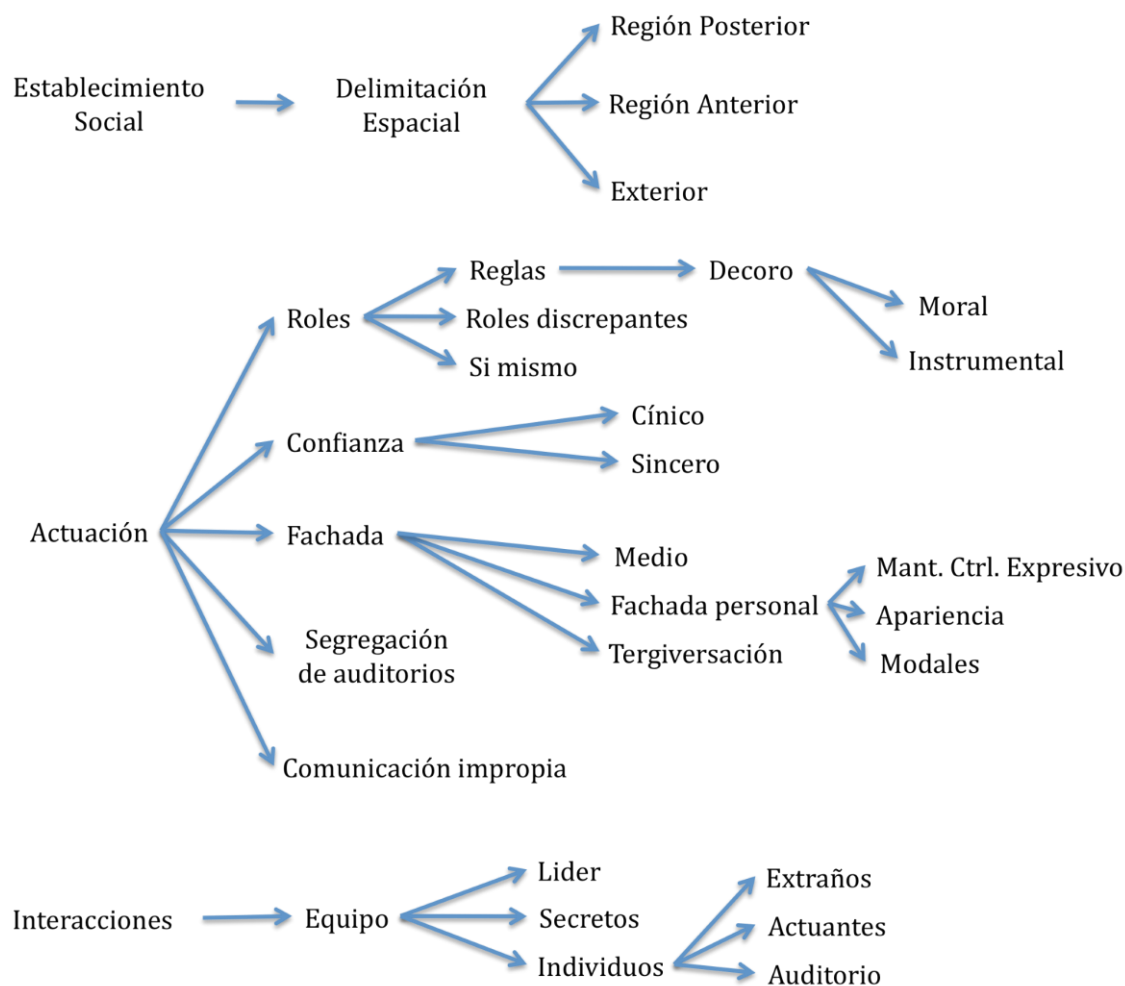 Región Posterior
Establecimiento
Social
Delimitación
Espacial
Región Anterior
Exterior
Reglas
Decoro
Roles
Roles discrepantes
Moral
Si mismo
Instrumental
Cínico
Confianza
Sincero
Actuación
Fachada
Medio
Mant. Ctrl. Expresivo
Fachada personal
Apariencia
Segregación
de auditorios
Tergiversación
Modales
Comunicación impropia
Lider
Extraños
Interacciones
Equipo
Secretos
Actuantes
Individuos
Auditorio